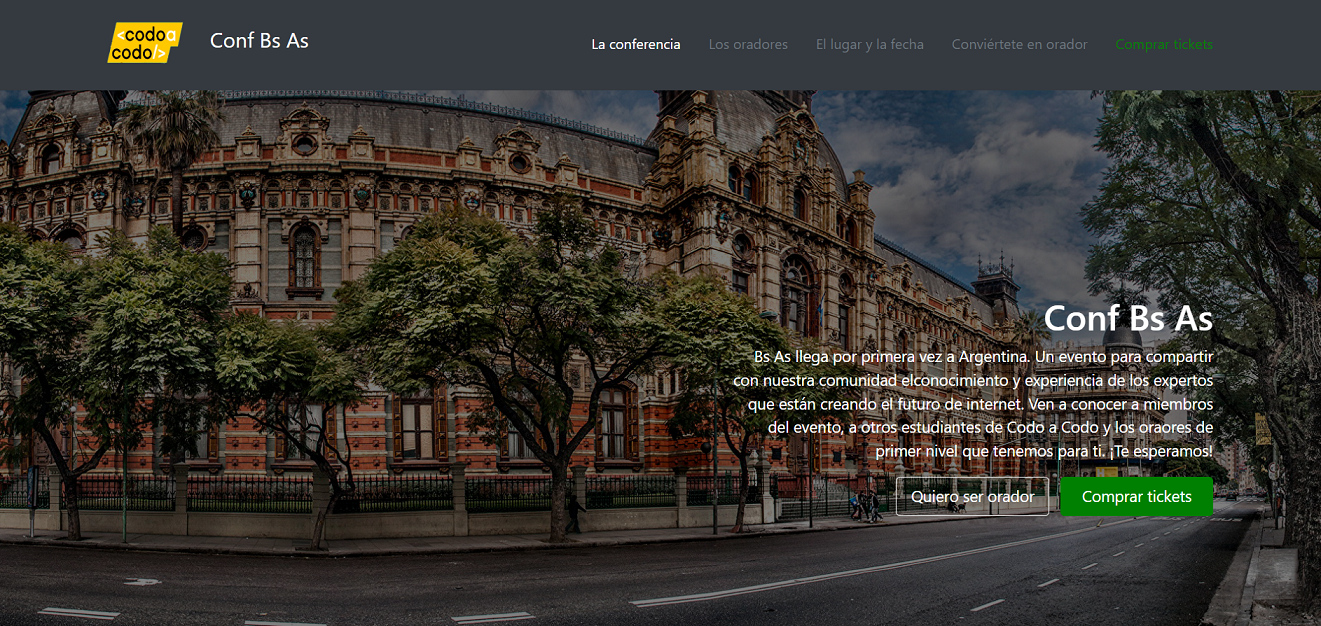 <codo a
codo/>
Conf Bs As
La conferencia
Los oradores
El lugar y la fecha
Conviértete en orador
Comprar tickets
Conf Bs As
Bs As llega por primera vez a Argentina. Un evento para compartir
con nuestra comunidad elconocimiento y experiencia de los expertos
que están creando el futuro de internet. Ven a conocer a miembros
del evento, a otros estudiantes de Codo a Codo y los oraores de
primer nivel que tenemos para ti. ¡Te esperamos!
Quiero ser orador
Comprar tickets